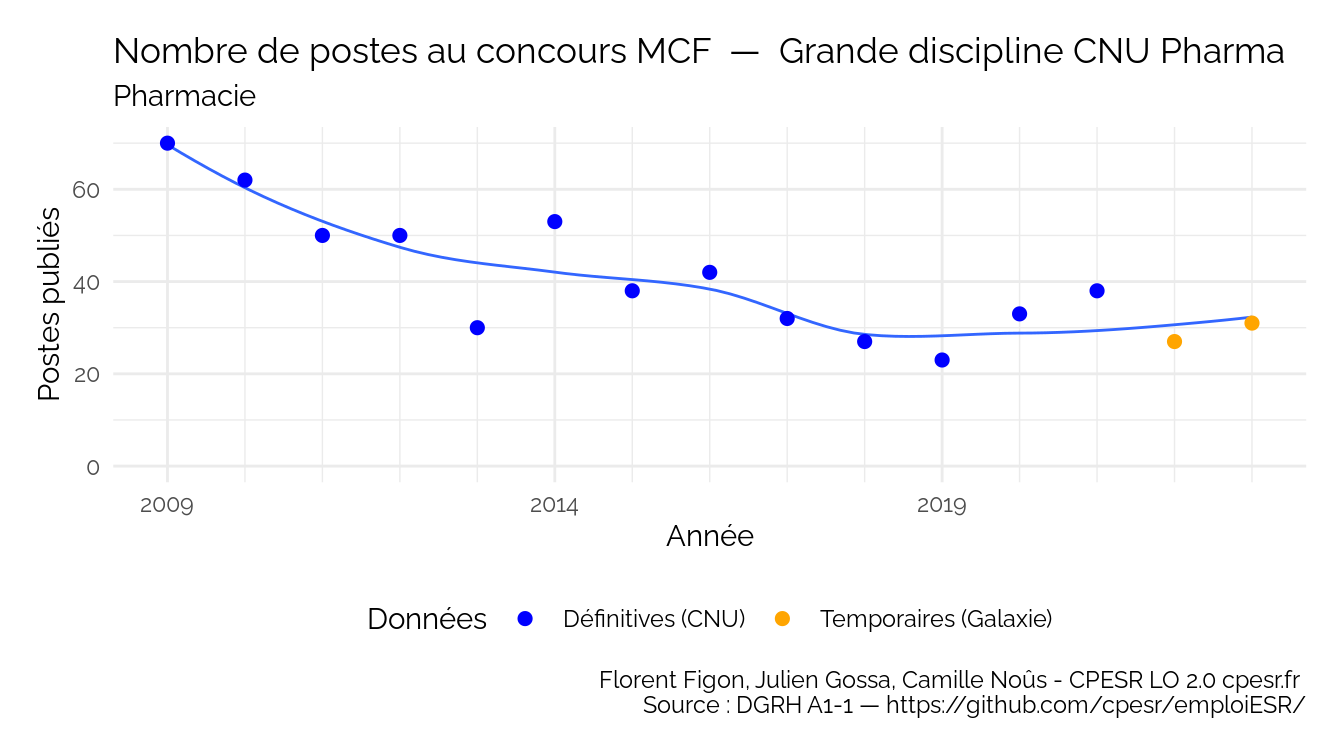 Nombre de postes au concours MCF — Grande discipline CNU Pharma
Pharmacie
Postes publiés
60
40
20
0
2009 2014 2019
Année
Données Définitives (CNU) Temporaires (Galaxie)
Florent Figon, Julien Gossa, Camille Noûs - CPESR LO 2.0 cpesr.fr
Source : DGRH A1-1 — https://github.com/cpesr/emploiESR/